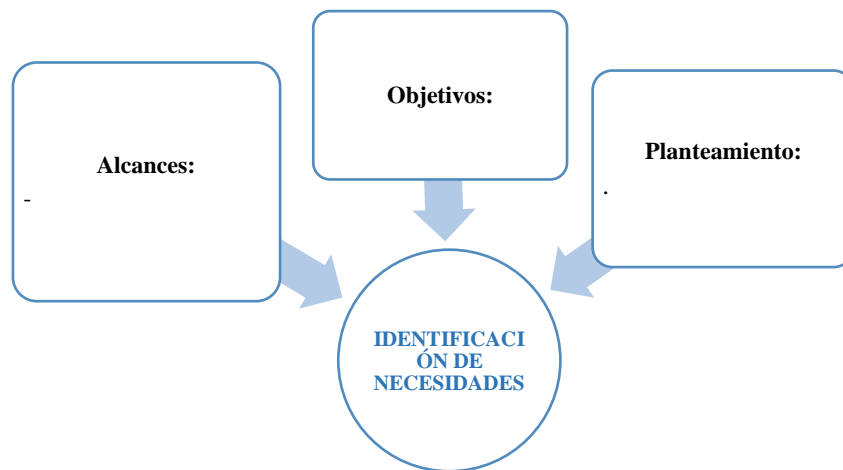 Alcances:
-
Objetivos:
Planteamiento:
.
IDENTIFICACI
ÓN DE
NECESIDADES